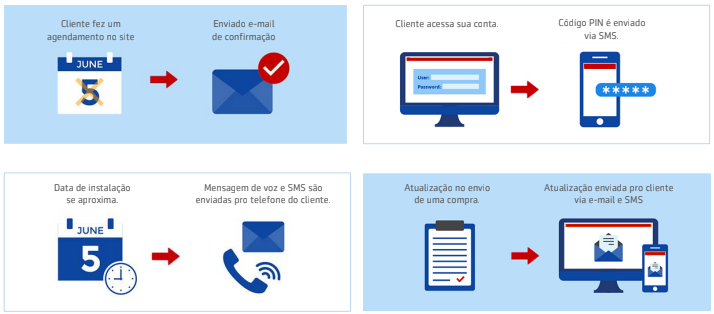 Cliente fez um
agendamento no site
Enviado e-mail
de confirmação
JUNE
5
Cliente acessa sua conta.
Código PIN é enviado
via SMS.
User:
Password:
*****
Data de instalação
se aproxima.
Mensagem de voz e SMS são
enviadas pro telefone do cliente.
JUNE
5
Atualização no envio
de uma compra.
Atualização enviada pro cliente
via e-mail e SMS